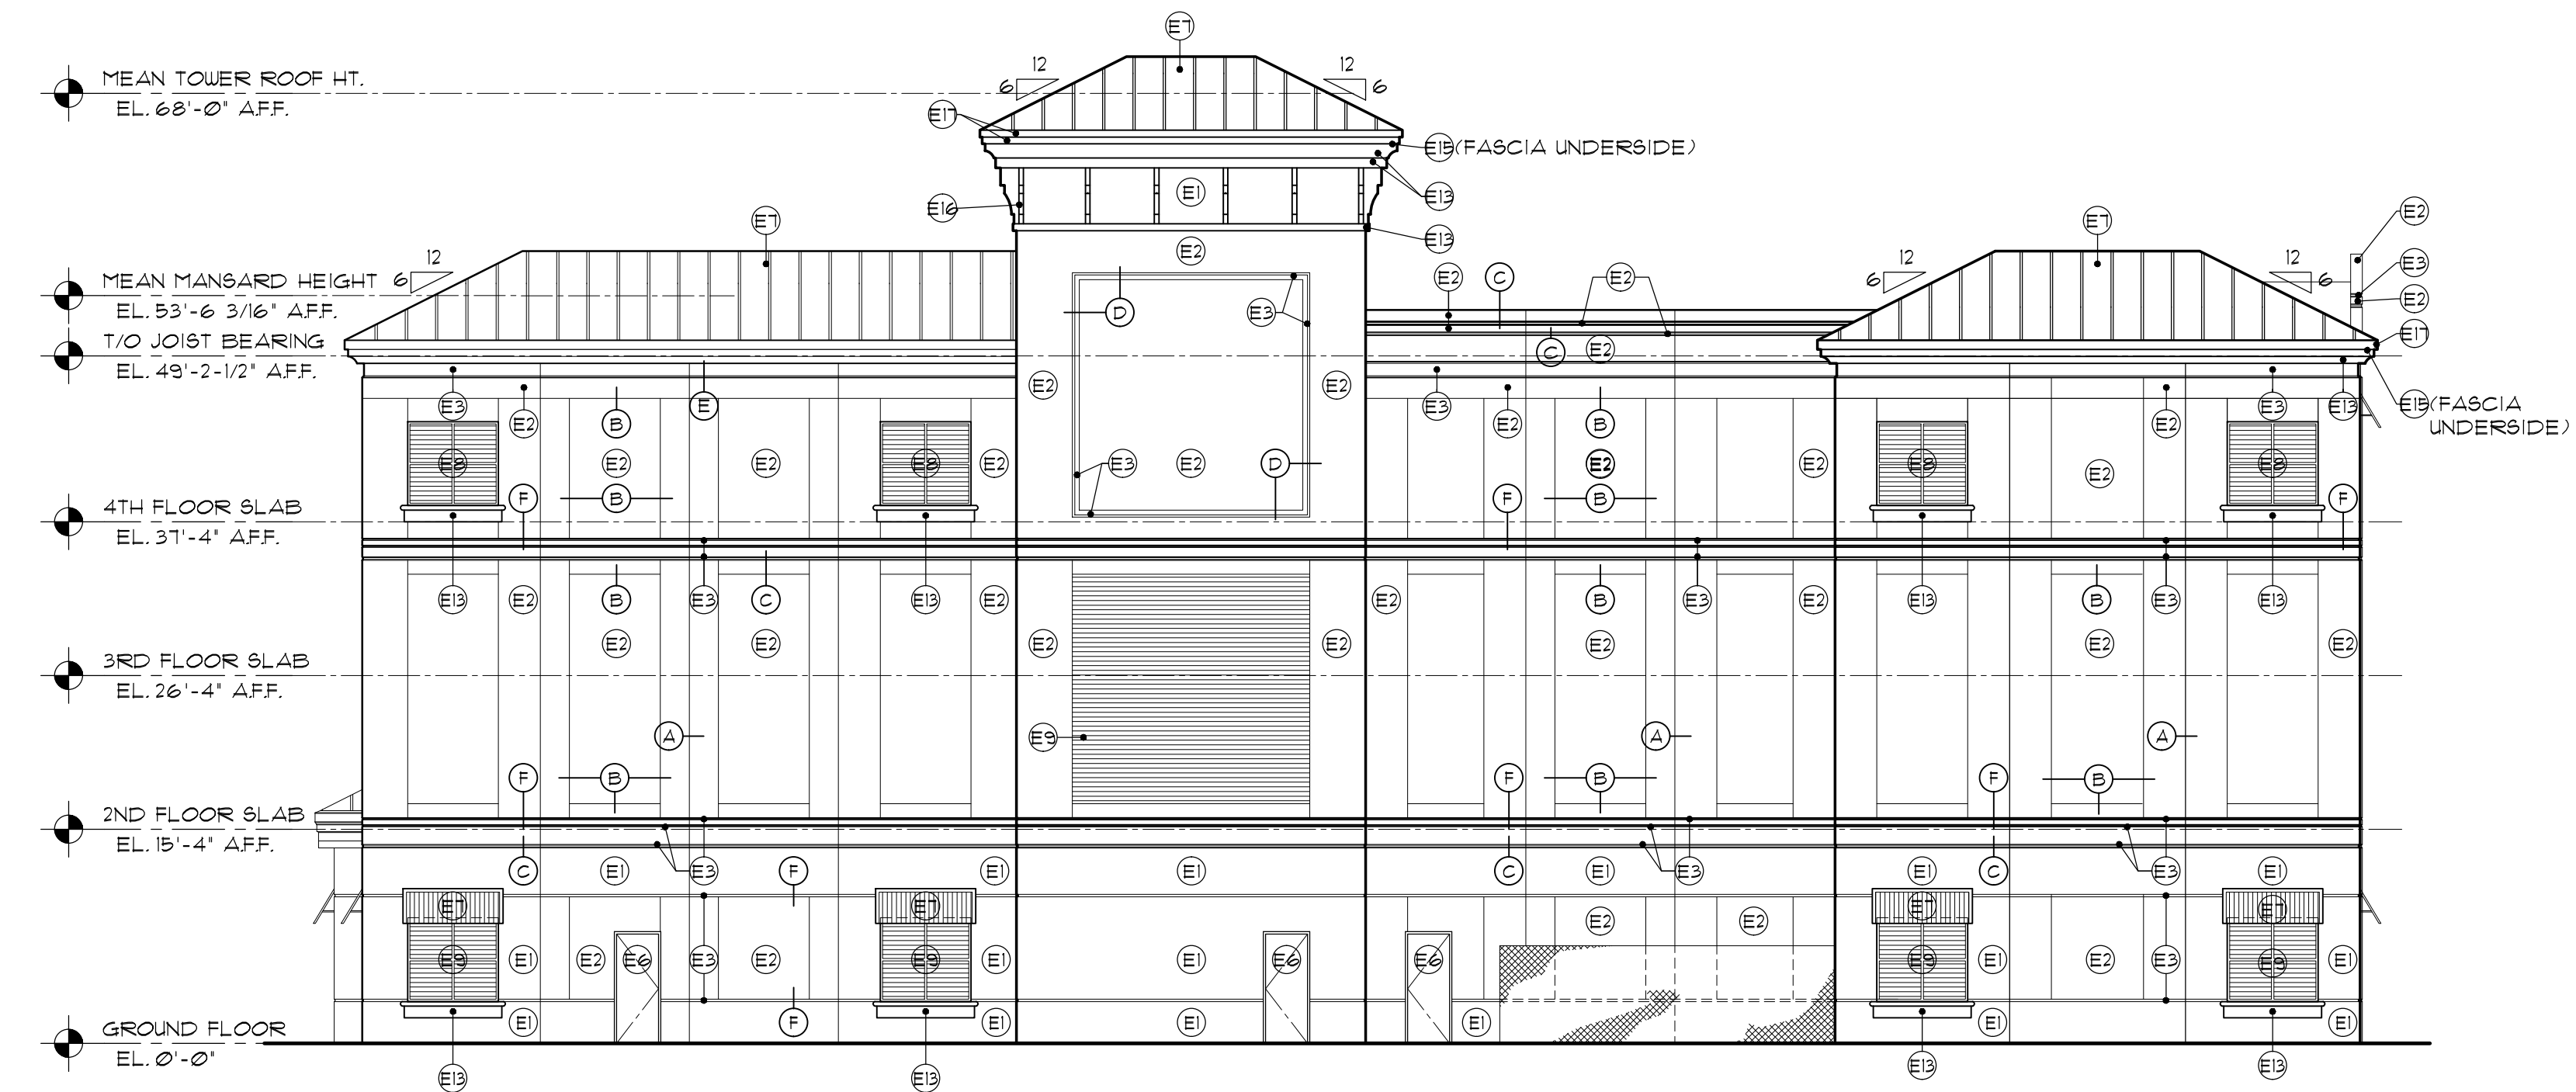 E7
MEAN TOWER ROOF HT.
EL. 68'-0" A.F.F.
12
6
12
6
E17
E15 (FASCIA UNDERSIDE)
E1
E13
E16
E2
E7
E7
E13
E2
12
6
MEAN MANSARD HEIGHT
EL. 53'-6 3/16" A.F.F.
E2
C
E2
12
6
12
6
E3
E2
D
E3
T/O JOIST BEARING
EL. 49'-2-1/2" A.F.F.
C
E2
E17
E2
E2
E3
E2
B
E
E3
E2
B
E2
E3
E13
E15 (FASCIA
UNDERSIDE)
E8
E2
E2
E8
E2
E3
E2
D
E2
E2
E8
E2
E8
4TH FLOOR SLAB
EL. 37'-4" A.F.F.
F
B
F
B
F
E13
E2
B
E3
C
E13
E2
E2
B
E3
E2
E13
B
E3
E13
E2
E2
E2
E2
E2
E2
E2
3RD FLOOR SLAB
EL. 26'-4" A.F.F.
A
E9
A
A
F
B
F
B
F
B
2ND FLOOR SLAB
EL. 15'-4" A.F.F.
C
E1
E3
F
E1
E1
C
E1
E3
E1
C
E3
E1
E7
E7
E2
E2
E7
E7
E9
E1
E2
E6
E3
E2
E9
E1
E1
E6
E6
E9
E1
E2
E3
E9
E1
E1
F
E1
E1
E1
E1
E1
GROUND FLOOR
EL. 0'-0"
E13
E13
E13
E13